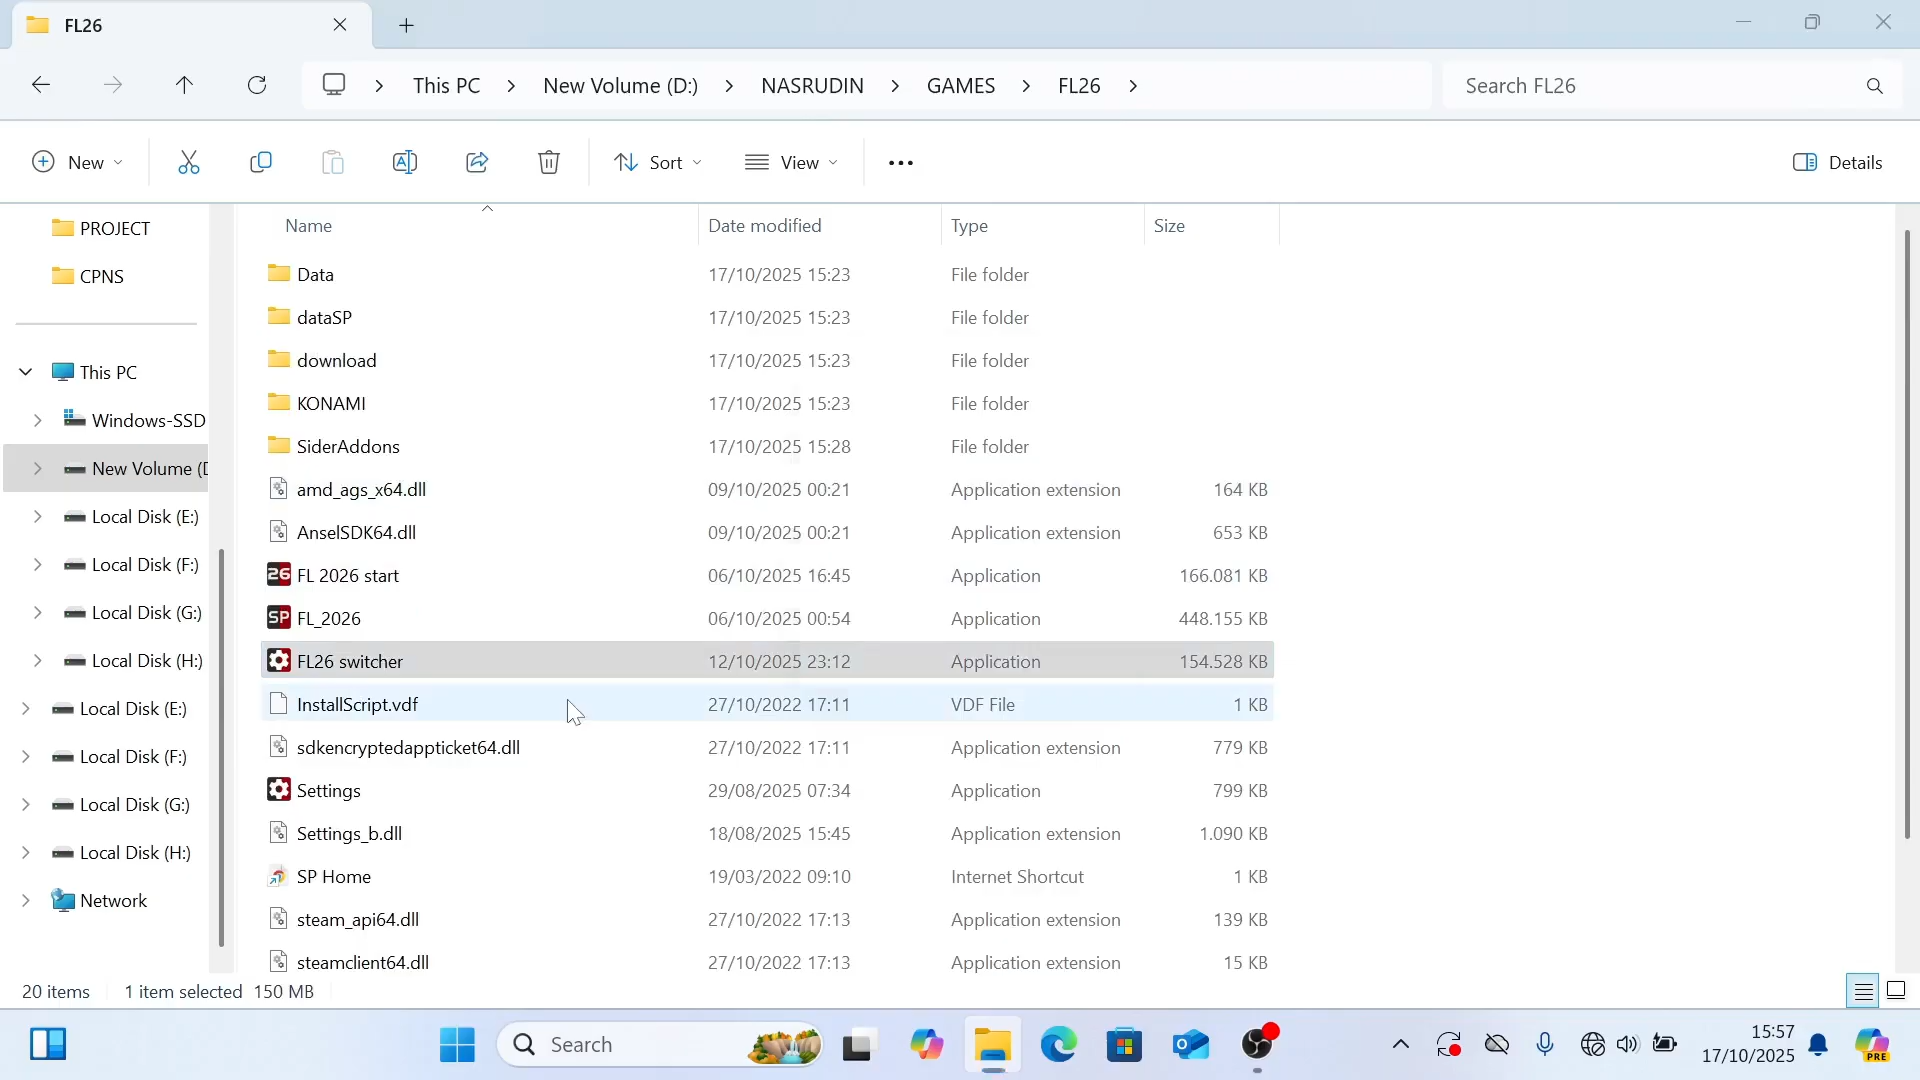 FL26
This PC > New Volume (D:) > NASRUDIN > GAMES > FL26 >
Search FL26
New
Sort
View
Details
PROJECT
CPNS
This PC
Windows-SSD
New Volume (D
Local Disk (E:)
Local Disk (F:)
Local Disk (G:)
Local Disk (H:)
Local Disk (E:)
Local Disk (F:)
Local Disk (G:)
Local Disk (H:)
Network
Name Date modified Type Size
Data 17/10/2025 15:23 File folder
dataSP 17/10/2025 15:23 File folder
download 17/10/2025 15:23 File folder
KONAMI 17/10/2025 15:23 File folder
SiderAddons 17/10/2025 15:28 File folder
amd_ags_x64.dll 09/10/2025 00:21 Application extension 164 KB
AnselSDK64.dll 09/10/2025 00:21 Application extension 653 KB
26 FL 2026 start 06/10/2025 16:45 Application 166.081 KB
SP FL_2026 06/10/2025 00:54 Application 448.155 KB
FL26 switcher 12/10/2025 23:12 Application 154.528 KB
InstallScript.vdf 27/10/2022 17:11 VDF File 1 KB
sdkencryptedappticket64.dll 27/10/2022 17:11 Application extension 779 KB
Settings 29/08/2025 07:34 Application 799 KB
Settings_b.dll 18/08/2025 15:45 Application extension 1.090 KB
SP Home 19/03/2022 09:10 Internet Shortcut 1 KB
steam_api64.dll 27/10/2022 17:13 Application extension 139 KB
steamclient64.dll 27/10/2022 17:13 Application extension 15 KB
20 items 1 item selected 150 MB
Search
15:57
17/10/2025
PRE